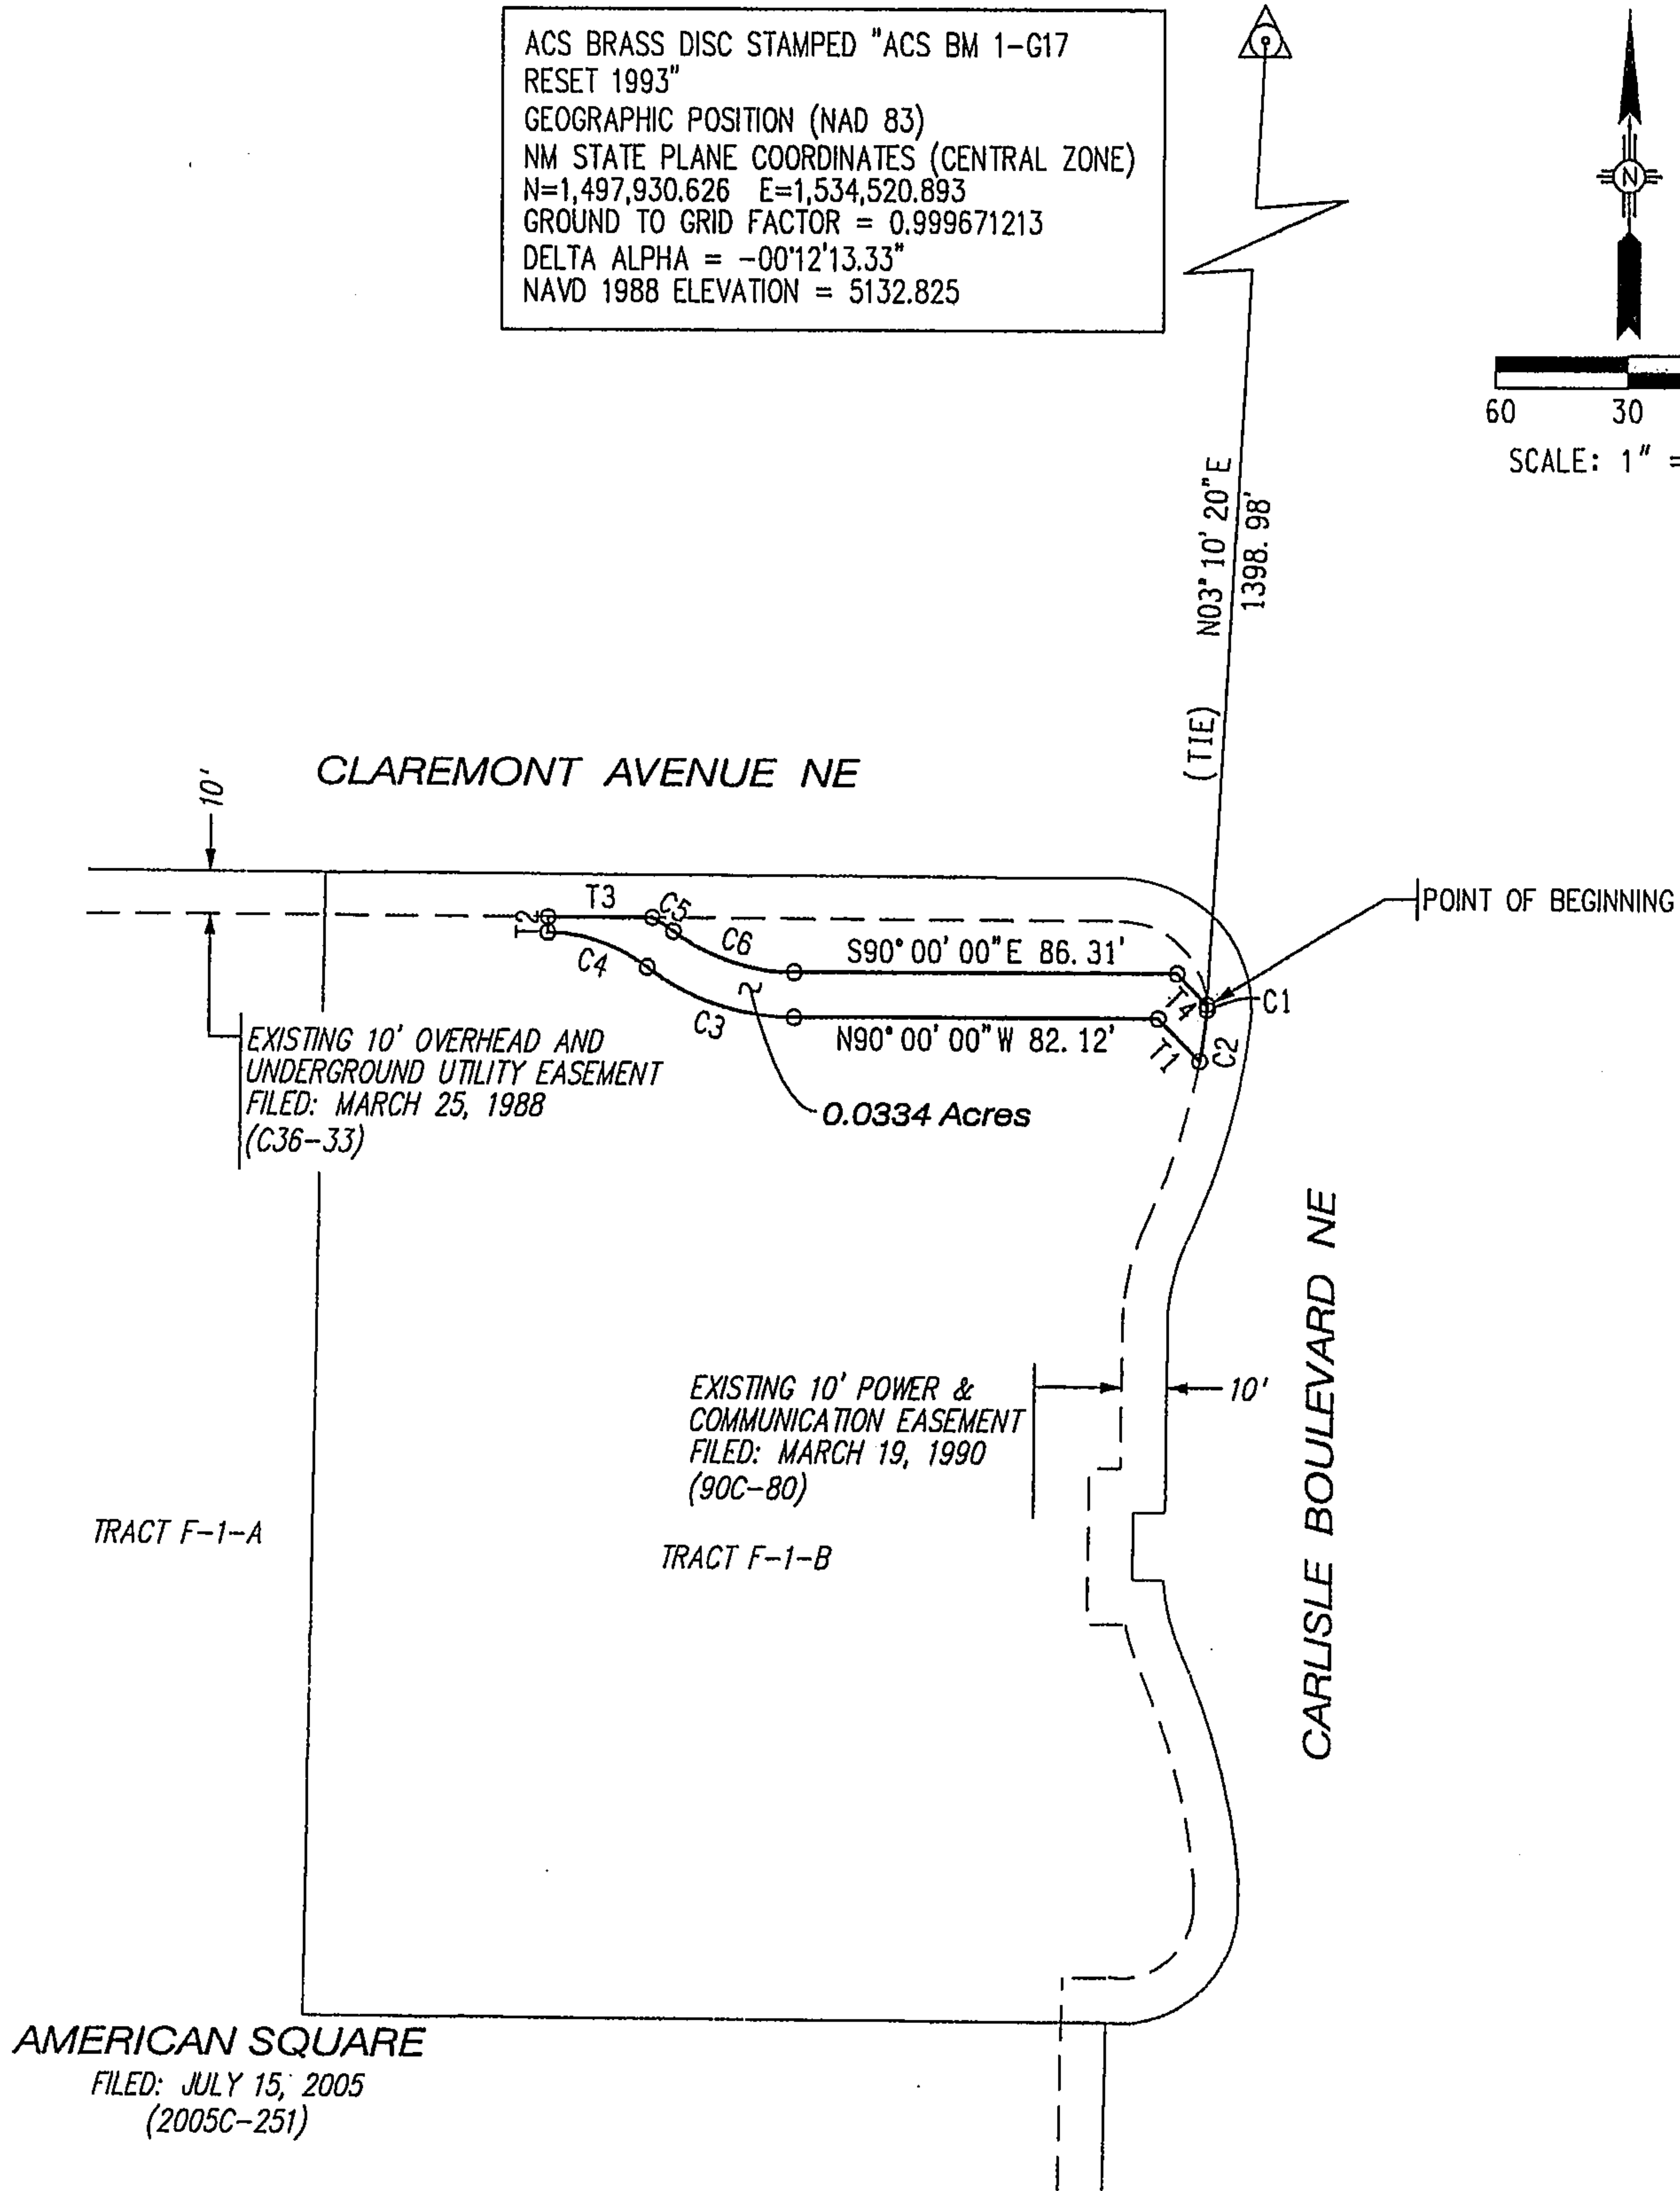 ACS BRASS DISC STAMPED "ACS BM 1-G17
RESET 1993"
GEOGRAPHIC POSITION (NAD 83)
NM STATE PLANE COORDINATES (CENTRAL ZONE)
N=1,497,930.626 E=1,534,520.893
GROUND TO GRID FACTOR = 0.999671213
DELTA ALPHA = -00°12'13.33"
NAVD 1988 ELEVATION = 5132.825
N
60 30
SCALE: 1" =
(TIE) N03°10'20"E
1398.98'
CLAREMONT AVENUE NE
10'
POINT OF BEGINNING
T3
C5
T2
C6
C4
S90°00'00"E 86.31'
T4
C1
C3
N90°00'00"W 82.12'
T1
C2
EXISTING 10' OVERHEAD AND
UNDERGROUND UTILITY EASEMENT
FILED: MARCH 25, 1988
(C36-33)
0.0334 Acres
CARLISLE BOULEVARD NE
EXISTING 10' POWER &
COMMUNICATION EASEMENT
FILED: MARCH 19, 1990
(90C-80)
10'
TRACT F-1-A
TRACT F-1-B
AMERICAN SQUARE
FILED: JULY 15, 2005
(2005C-251)